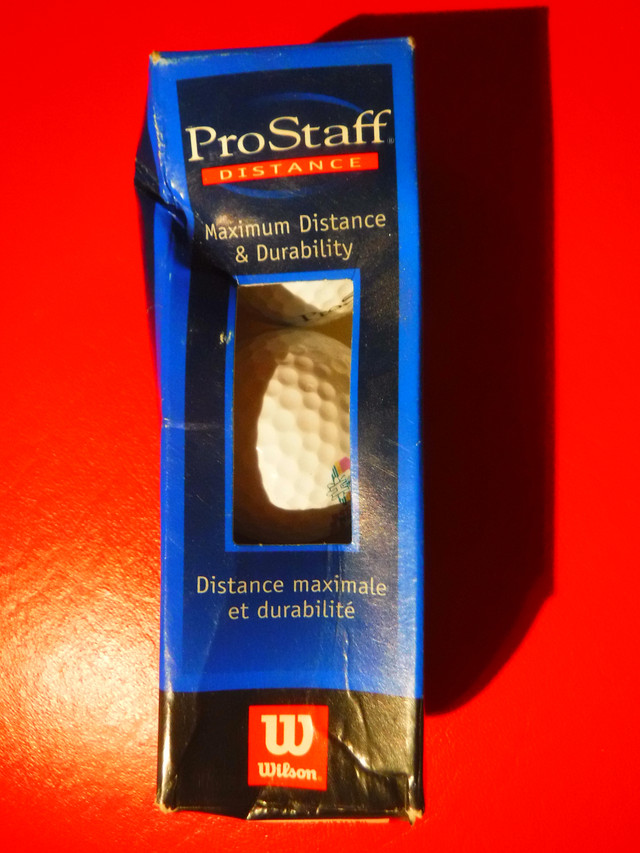 ProStaff®
DISTANCE
Maximum Distance
& Durability
Distance maximale
et durabilité
W
Wilson